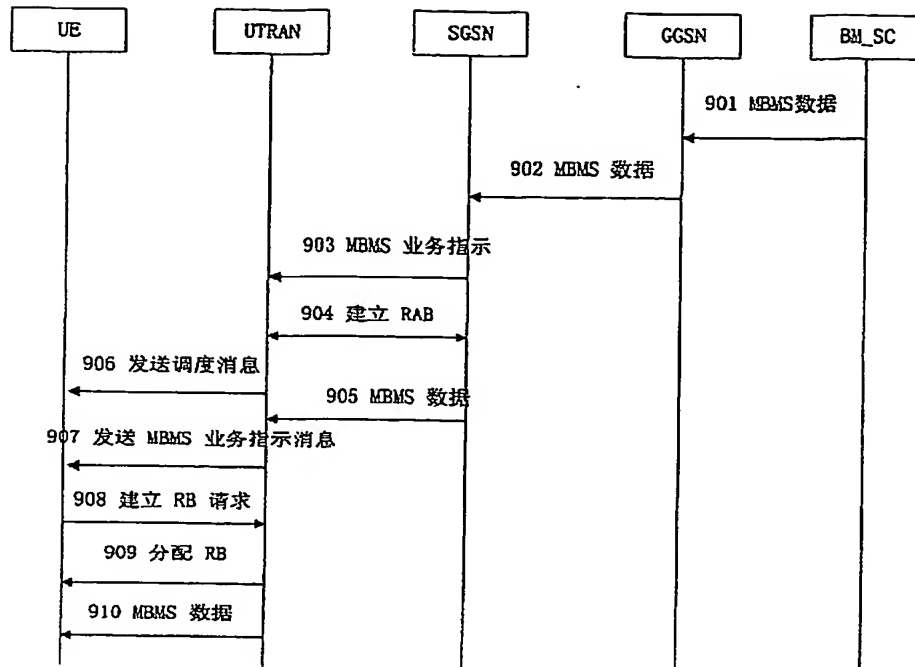 UE UTRAN SGSN GGSN BM_SC
901 MBMS数据
902 MBMS 数据
903 MBMS 业务指示
904 建立 RAB
906 发送调度消息
905 MBMS 数据
907 发送 MBMS 业务指示消息
908 建立 RB 请求
909 分配 RB
910 MBMS 数据